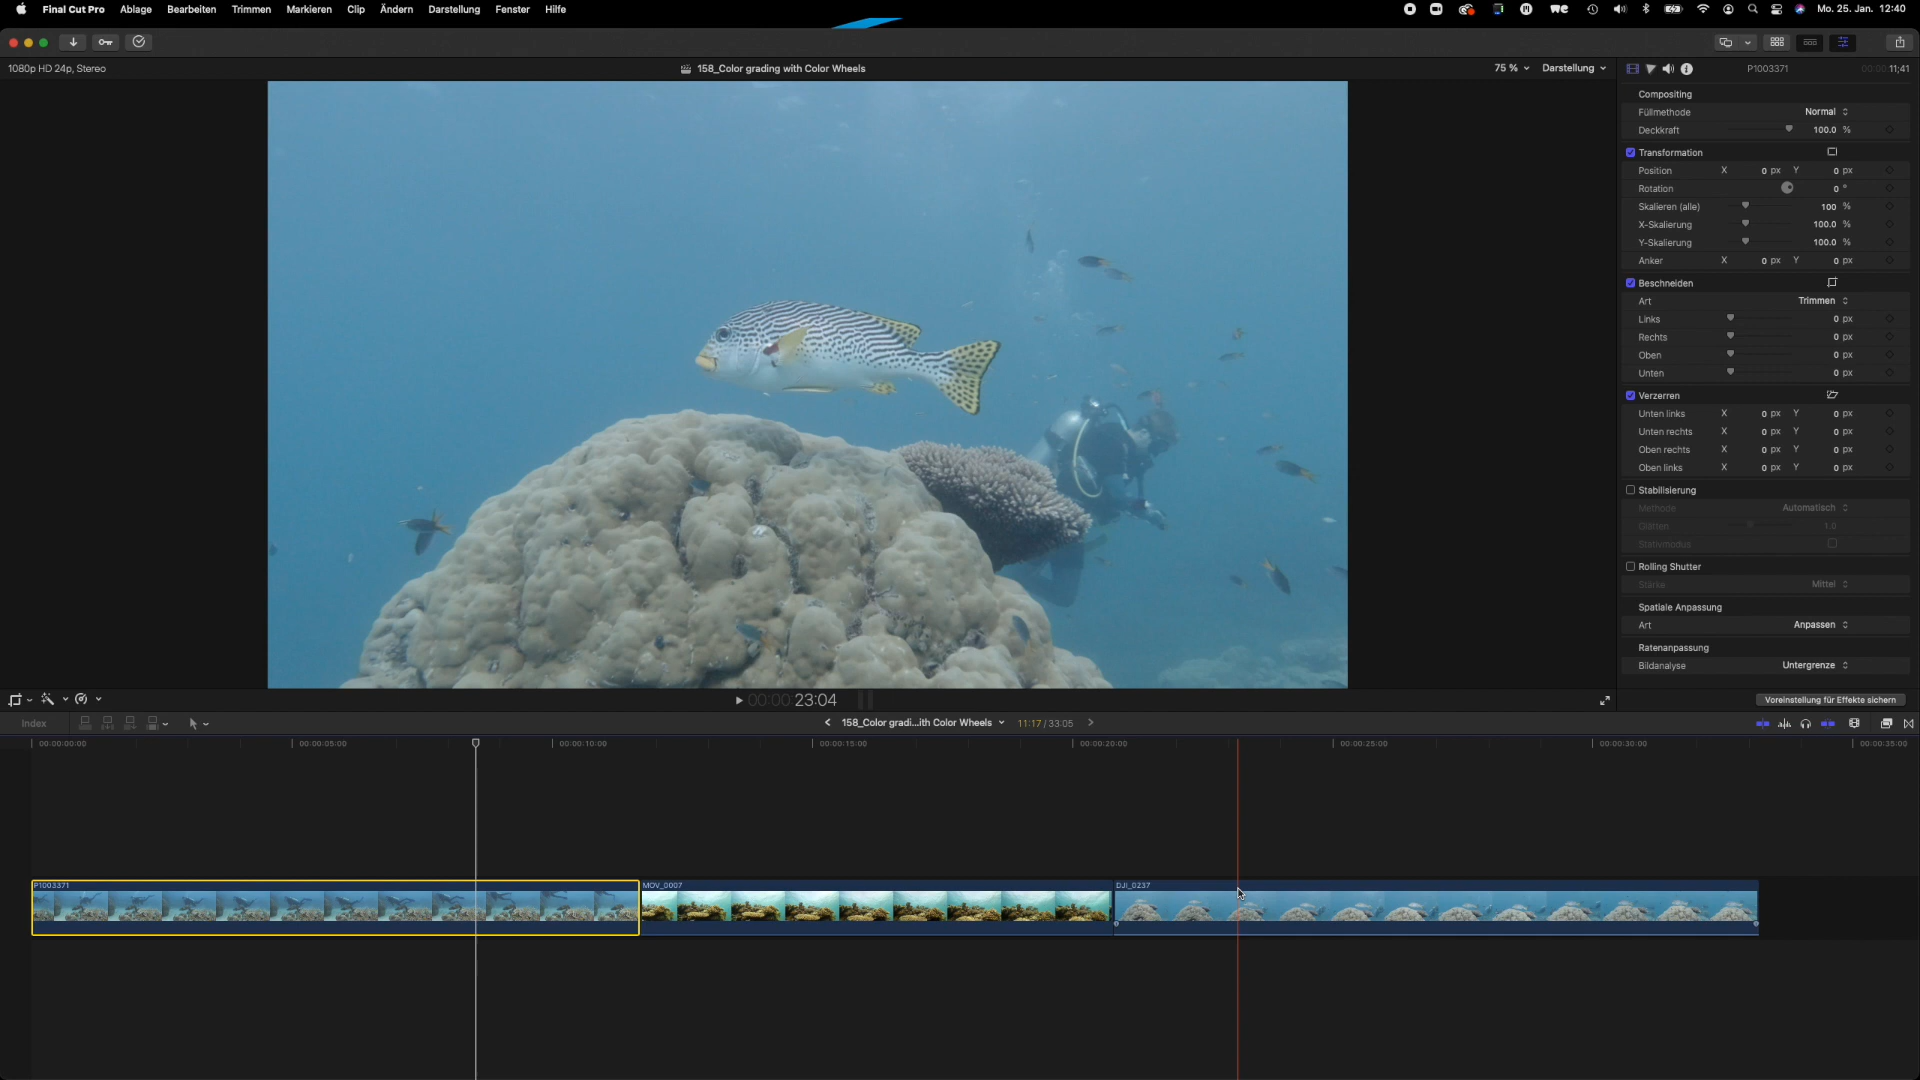 Final Cut Pro Ablage Bearbeiten Trimmen Markieren Clip Ändern Darstellung Fenster Hilfe Mo. 25. Jan. 12:40
1080p HD 24p, Stereo 158_Color grading with Color Wheels 75 % Darstellung P1003371 00:00:11;41
Compositing
Füllmethode Normal
Deckkraft 100.0 %
Transformation
Position X 0 px Y 0 px
Rotation 0 °
Skalieren (alle) 100 %
X-Skalierung 100.0 %
Y-Skalierung 100.0 %
Anker X 0 px Y 0 px
Beschneiden
Art Trimmen
Links 0 px
Rechts 0 px
Oben 0 px
Unten 0 px
Verzerren
Unten links X 0 px Y 0 px
Unten rechts X 0 px Y 0 px
Oben rechts X 0 px Y 0 px
Oben links X 0 px Y 0 px
Stabilisierung
Methode Automatisch
Glätten 1.0
Stativmodus
Rolling Shutter
Stärke Mittel
Spatiale Anpassung
Art Anpassen
Ratenanpassung
Bildanalyse Untergrenze
00:00:23:04 Voreinstellung für Effekte sichern
Index 158_Color gradi...ith Color Wheels 11:17 / 33:05
00:00:00:00 00:00:05:00 00:00:10:00 00:00:15:00 00:00:20:00 00:00:25:00 00:00:30:00 00:00:35:00
P1003371 MOV_0007 DJI_0237